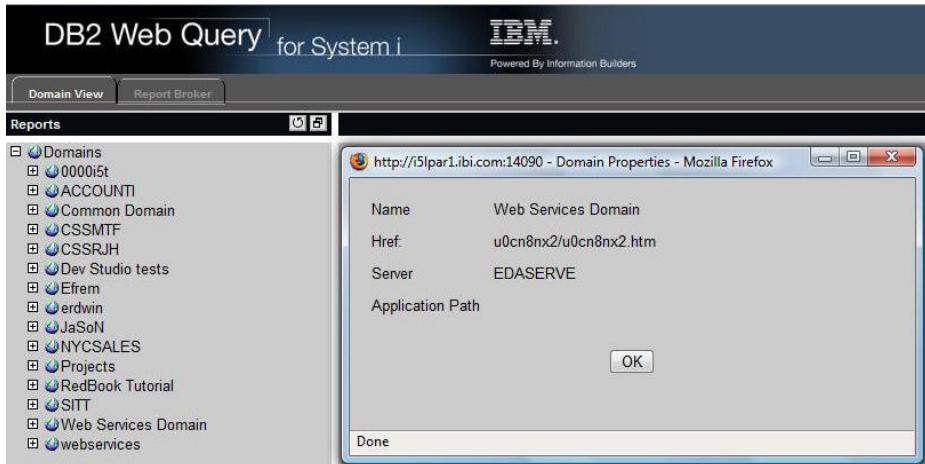 DB2 Web Query for System i
IBM.
Powered By Information Builders
Domain View Report Broker
Reports
Domains
0000i5t
ACCOUNTI
Common Domain
CSSMTF
CSSRJH
Dev Studio tests
Efrem
erdwin
JaSoN
NYCSALES
Projects
RedBook Tutorial
SITT
Web Services Domain
webservices
http://i5lpar1.ibi.com:14090 - Domain Properties - Mozilla Firefox
Name Web Services Domain
Href: u0cn8nx2/u0cn8nx2.htm
Server EDASERVE
Application Path
OK
Done